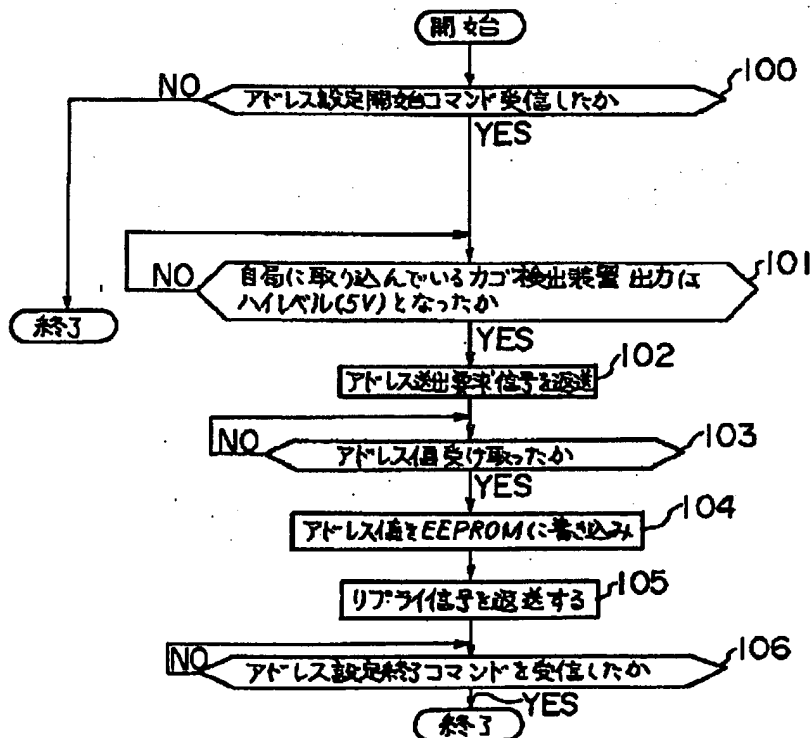 開始
100
NO
アドレス設定開始コマンド受信したか
YES
101
NO
自局に取り込んでいるカゴ検出装置出力は
ハイレベル(5V)となったか
終了
YES
102
アドレス送出要求信号を返送
NO
103
アドレス値受け取ったか
YES
104
アドレス値をEEPROMに書き込み
105
リプライ信号を返送する
NO
106
アドレス設定終了コマンドを受信したか
YES
終了